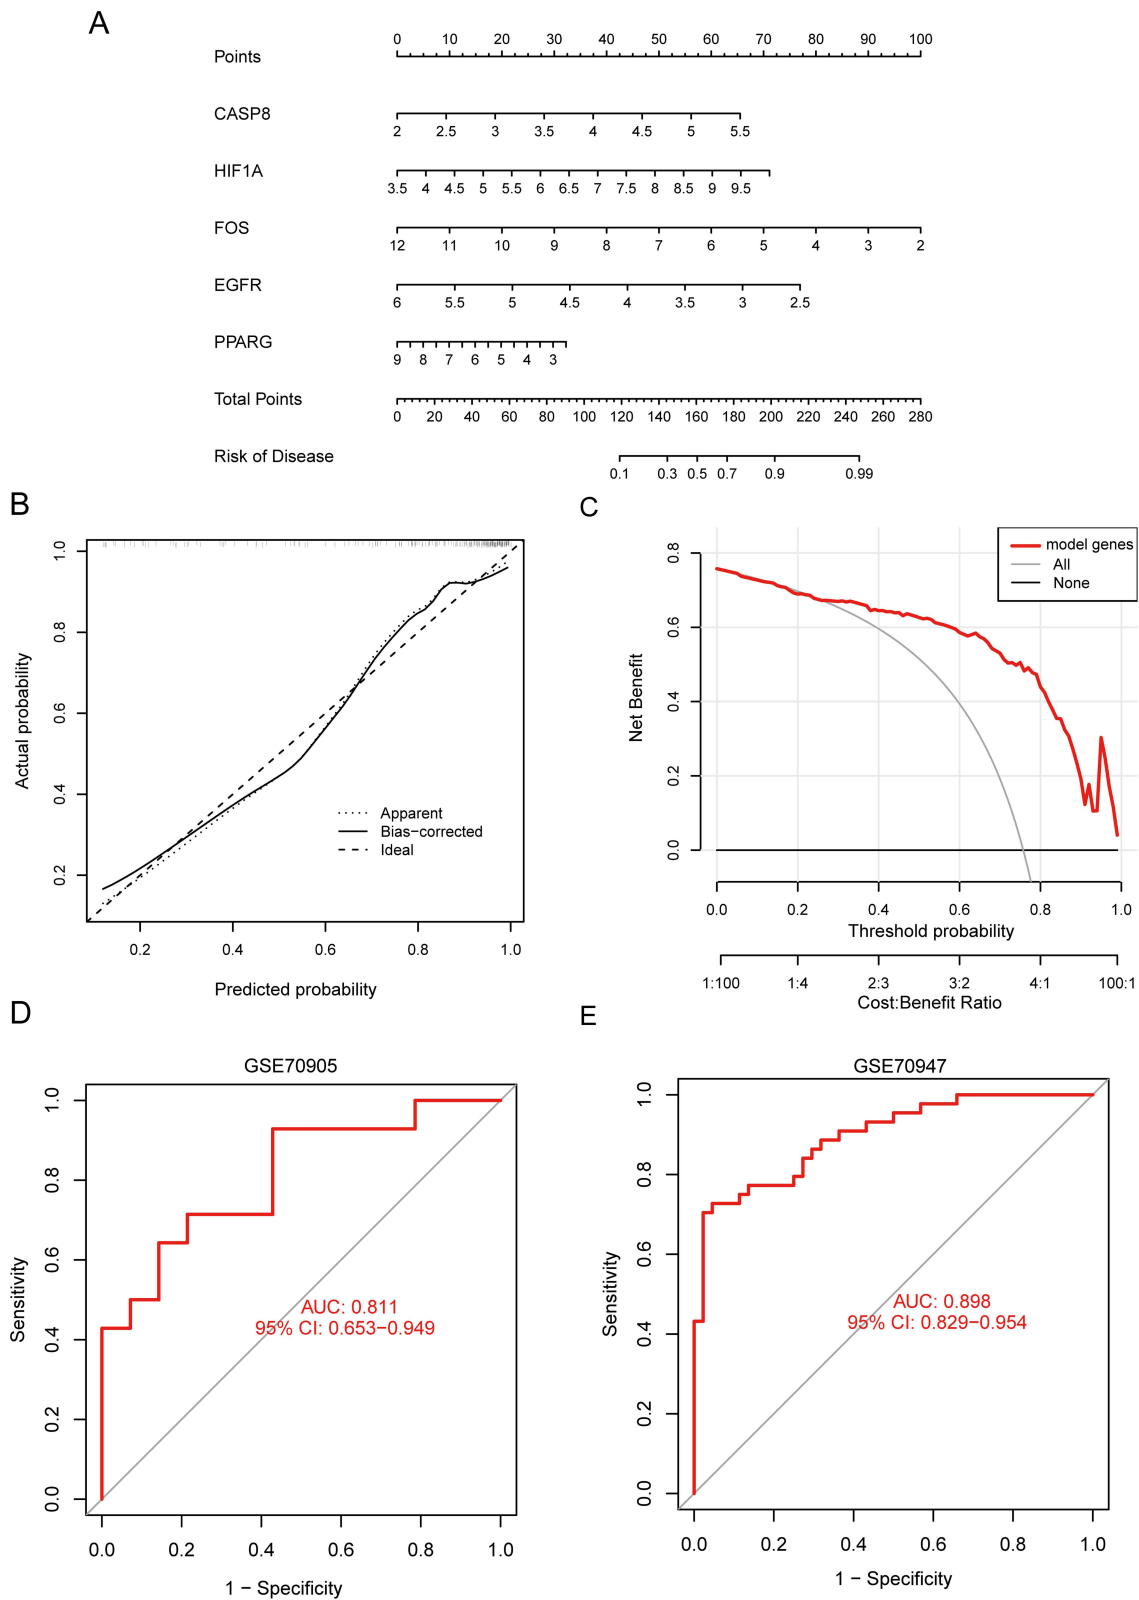 A
0 10 20 30 40 50 60 70 80 90 100
Points
CASP8
2 2.5 3 3.5 4 4.5 5 5.5
HIF1A
3.5 4 4.5 5 5.5 6 6.5 7 7.5 8 8.5 9 9.5
FOS
12 11 10 9 8 7 6 5 4 3 2
EGFR
6 5.5 5 4.5 4 3.5 3 2.5
PPARG
9 8 7 6 5 4 3
Total Points
0 20 40 60 80 100 120 140 160 180 200 220 240 260 280
Risk of Disease
0.1 0.3 0.5 0.7 0.9 0.99
B
Actual probability
1.0
0.8
0.6
0.4
0.2
Apparent
Bias−corrected
Ideal
0.2 0.4 0.6 0.8 1.0
Predicted probability
C
Net Benefit
0.8
0.6
0.4
0.2
0.0
model genes
All
None
0.0 0.2 0.4 0.6 0.8 1.0
Threshold probability
1:100 1:4 2:3 3:2 4:1 100:1
Cost:Benefit Ratio
D
GSE70905
Sensitivity
1.0
0.8
0.6
0.4
0.2
0.0
AUC: 0.811
95% CI: 0.653−0.949
0.0 0.2 0.4 0.6 0.8 1.0
1 − Specificity
E
GSE70947
Sensitivity
1.0
0.8
0.6
0.4
0.2
0.0
AUC: 0.898
95% CI: 0.829−0.954
0.0 0.2 0.4 0.6 0.8 1.0
1 − Specificity